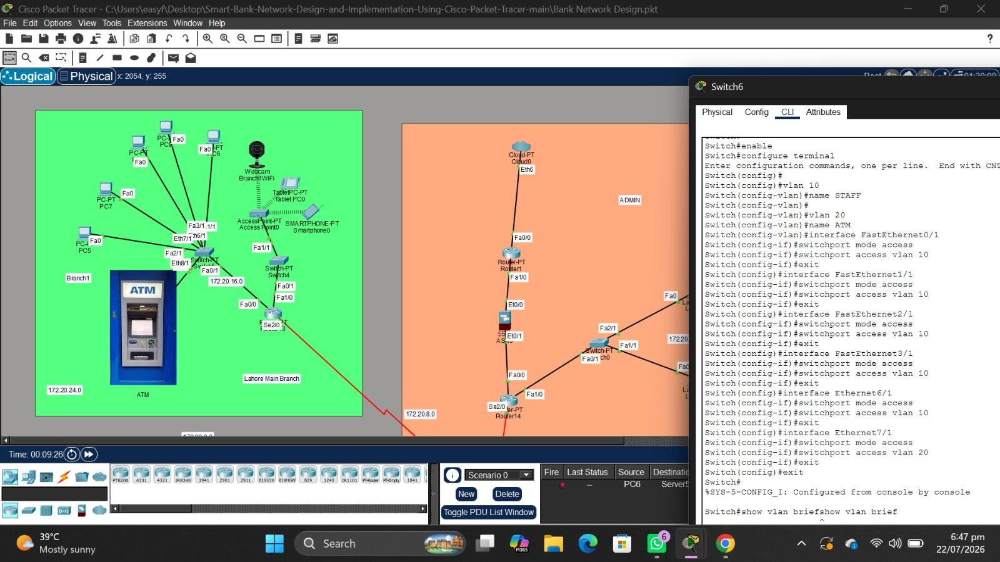 Cisco Packet Tracer - C:\Users\easyf\Desktop\Smart-Bank-Network-Design-and-Implementation-Using-Cisco-Packet-Tracer-main\Bank Network Design.pkt
File Edit Options View Tools Extensions Window Help
?
Logical Physical x: 2054, y: 255
Switch6
Physical Config CLI Attributes
Switch#enable
Switch#configure terminal
Enter configuration commands, one per line. End with CNT
Switch(config)#
Switch(config)#vlan 10
Switch(config-vlan)#name STAFF
Switch(config-vlan)#
Switch(config-vlan)#vlan 20
Switch(config-vlan)#name ATM
Switch(config-vlan)#interface FastEthernet0/1
Switch(config-if)#switchport mode access
Switch(config-if)#switchport access vlan 10
Switch(config-if)#exit
Switch(config)#interface FastEthernet1/1
Switch(config-if)#switchport mode access
Switch(config-if)#switchport access vlan 10
Switch(config-if)#exit
Switch(config)#interface FastEthernet2/1
Switch(config-if)#switchport mode access
Switch(config-if)#switchport access vlan 10
Switch(config-if)#exit
Switch(config)#interface FastEthernet3/1
Switch(config-if)#switchport mode access
Switch(config-if)#switchport access vlan 10
Switch(config-if)#exit
Switch(config)#interface Ethernet6/1
Switch(config-if)#switchport mode access
Switch(config-if)#switchport access vlan 10
Switch(config-if)#exit
Switch(config)#interface Ethernet7/1
Switch(config-if)#switchport mode access
Switch(config-if)#switchport access vlan 20
Switch(config-if)#exit
Switch(config)#exit
Switch#
%SYS-5-CONFIG_I: Configured from console by console
Switch#show vlan briefshow vlan brief
^
Fa0
Fa0
PC6
PC-PT
Fa0
Webcam
Branch1WiFi
TabletPC-PT
Tablet PC0
Fa0
PC-PT
PC7
AccessPoint-PT
Access Point0
SMARTPHONE-PT
Smartphone0
Fa3/1
Eth7/1
Fa0
PC5
Fa1/1
Fa2/1
Eth8/1
Fa0/1
Switch-PT
Switch4
Branch1
172.20.16.0
Fa0/1
Fa1/0
Fa0/0
Se2/0
ATM
172.20.24.0
ATM
Lahore Main Branch
Cloud-PT
Cloud0
Eth6
ADMIN
Fa0/0
Router-PT
Router1
Fa1/0
Et0/0
Et0/1
Fa0
Fa2/1
Fa1/1
Fa0/1
172.20.
Fa0
Fa0/0
Fa1/0
Se2/0
Router14
172.20.8.0
Time: 00:09:26
PT8200 4331 4321 IR8340 1941 2901 2911 819IOX 819HGW 829 1240 IR1101 PT-Router PT-Empty 1841
Scenario 0
New Delete
Toggle PDU List Window
Fire Last Status Source Destinatio
-- PC6 Server5
39°C
Mostly sunny
Search
M365
6
6:47 pm
22/07/2026